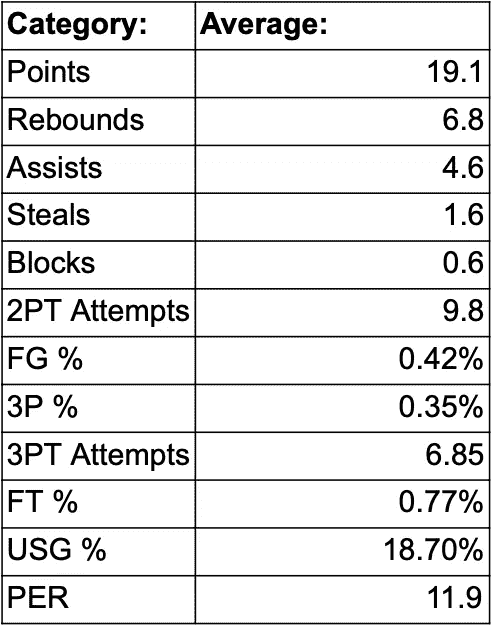 Category: Average:
Points 19.1
Rebounds 6.8
Assists 4.6
Steals 1.6
Blocks 0.6
2PT Attempts 9.8
FG % 0.42%
3P % 0.35%
3PT Attempts 6.85
FT % 0.77%
USG % 18.70%
PER 11.9